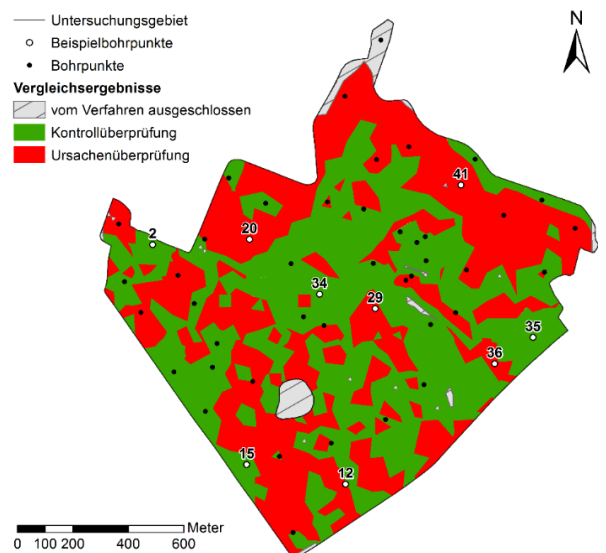 Untersuchungsgebiet
Beispielbohrpunkte
Bohrpunkte
Vergleichsergebnisse
vom Verfahren ausgeschlossen
Kontrollüberprüfung
Ursachenüberprüfung
N
41
2
20
34
29
35
36
15
12
Meter
0 100 200 400 600